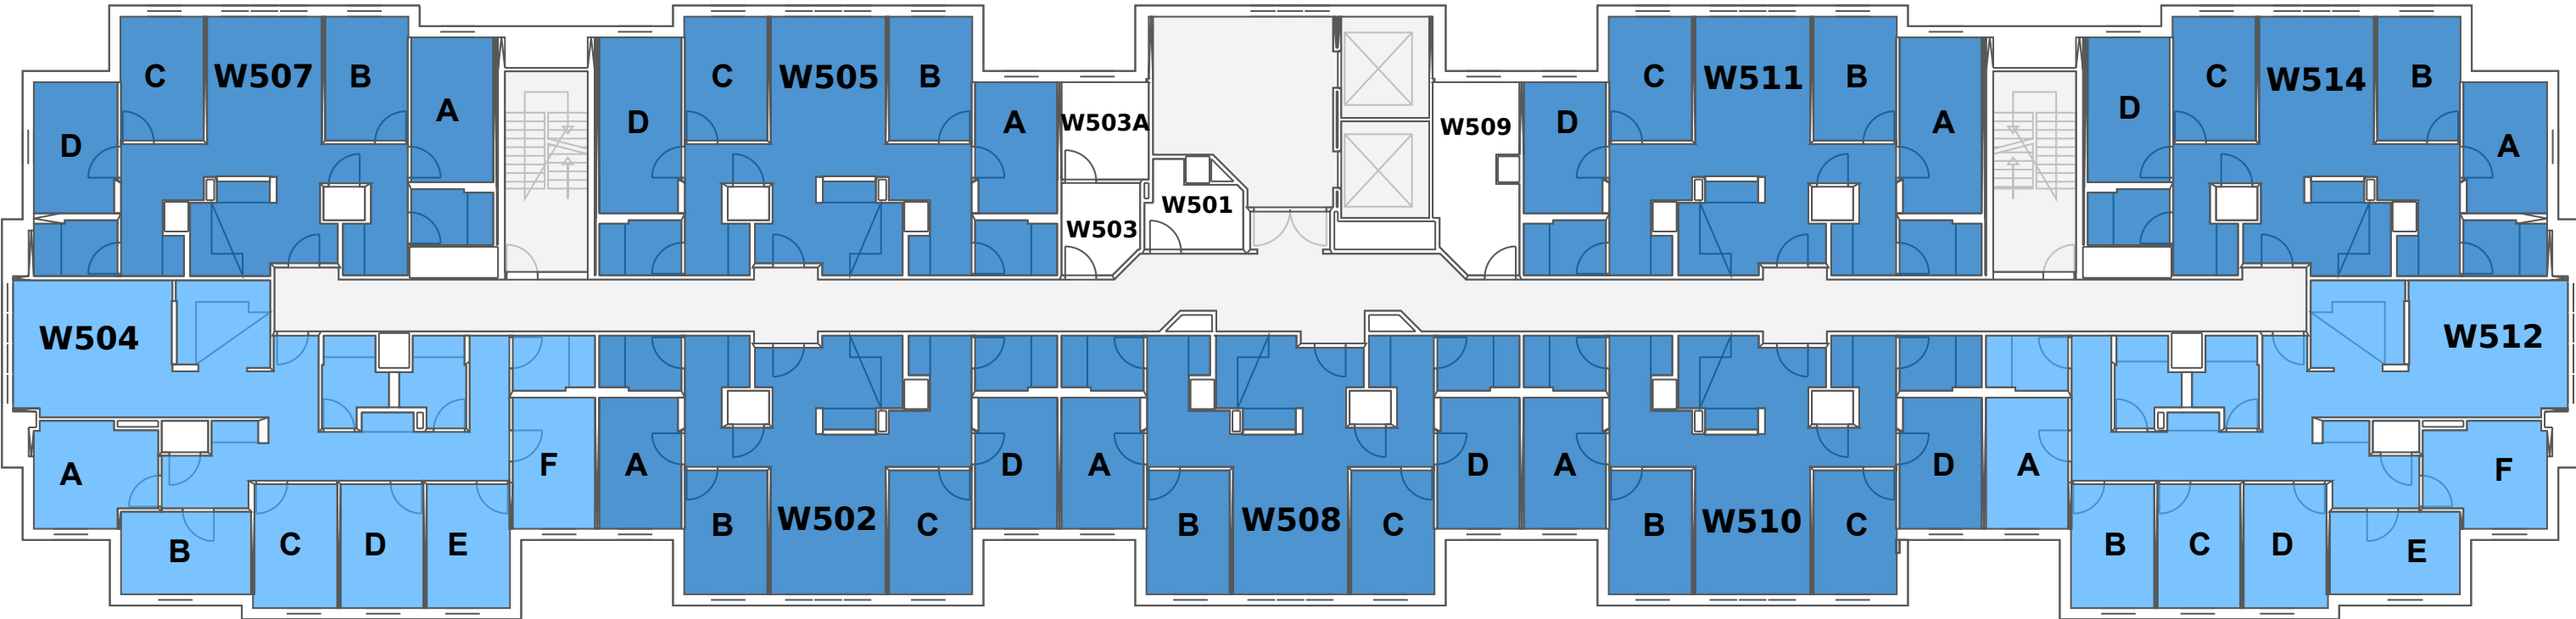 C W507 B
A
D
C W505 B
D
A
W503A
W503
W501
W509
D
C W511 B
A
C W514 B
D
A
W504
A
B
C D E
F
A
B W502 C
D
A
B W508 C
D
A
B W510 C
D
A
B C D
E
F
W512